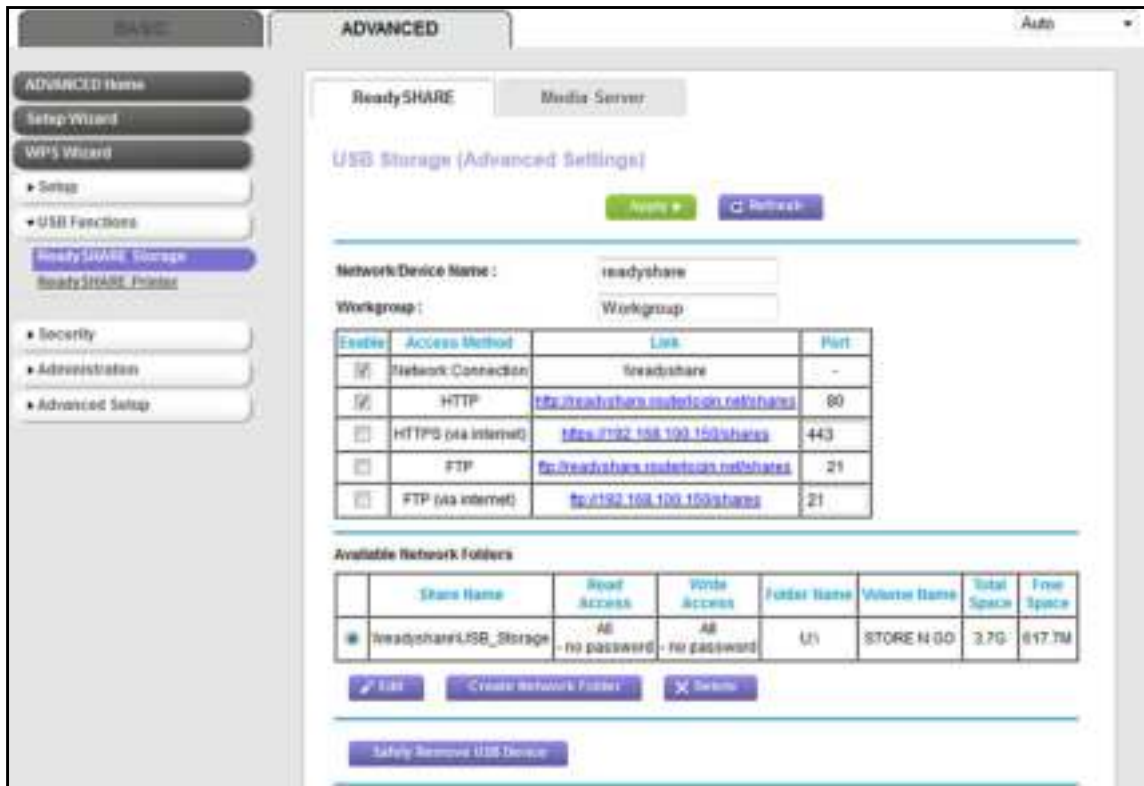 BASIC
ADVANCED
Auto
ADVANCED Home
Setup Wizard
WPS Wizard
Setup
USB Functions
ReadySHARE Storage
ReadySHARE Printer
Security
Administration
Advanced Setup
ReadySHARE Media Server
USB Storage (Advanced Settings)
Apply Refresh
Network/Device Name : readyshare
Workgroup : Workgroup
Enable Access Method Link Port
Network Connection \\readyshare -
HTTP http://readyshare.routerlogin.net/shares 80
HTTPS (via internet) https://192.168.100.150/shares 443
FTP ftp://readyshare.routerlogin.net/shares 21
FTP (via internet) ftp://192.168.100.150/shares 21
Available Network Folders
Share Name Read Access Write Access Folder Name Volume Name Total Space Free Space
\\readyshare\USB_Storage All - no password All - no password U:\ STORE N GO 3.7G 617.7M
Edit Create Network Folder Delete
Safely Remove USB Device